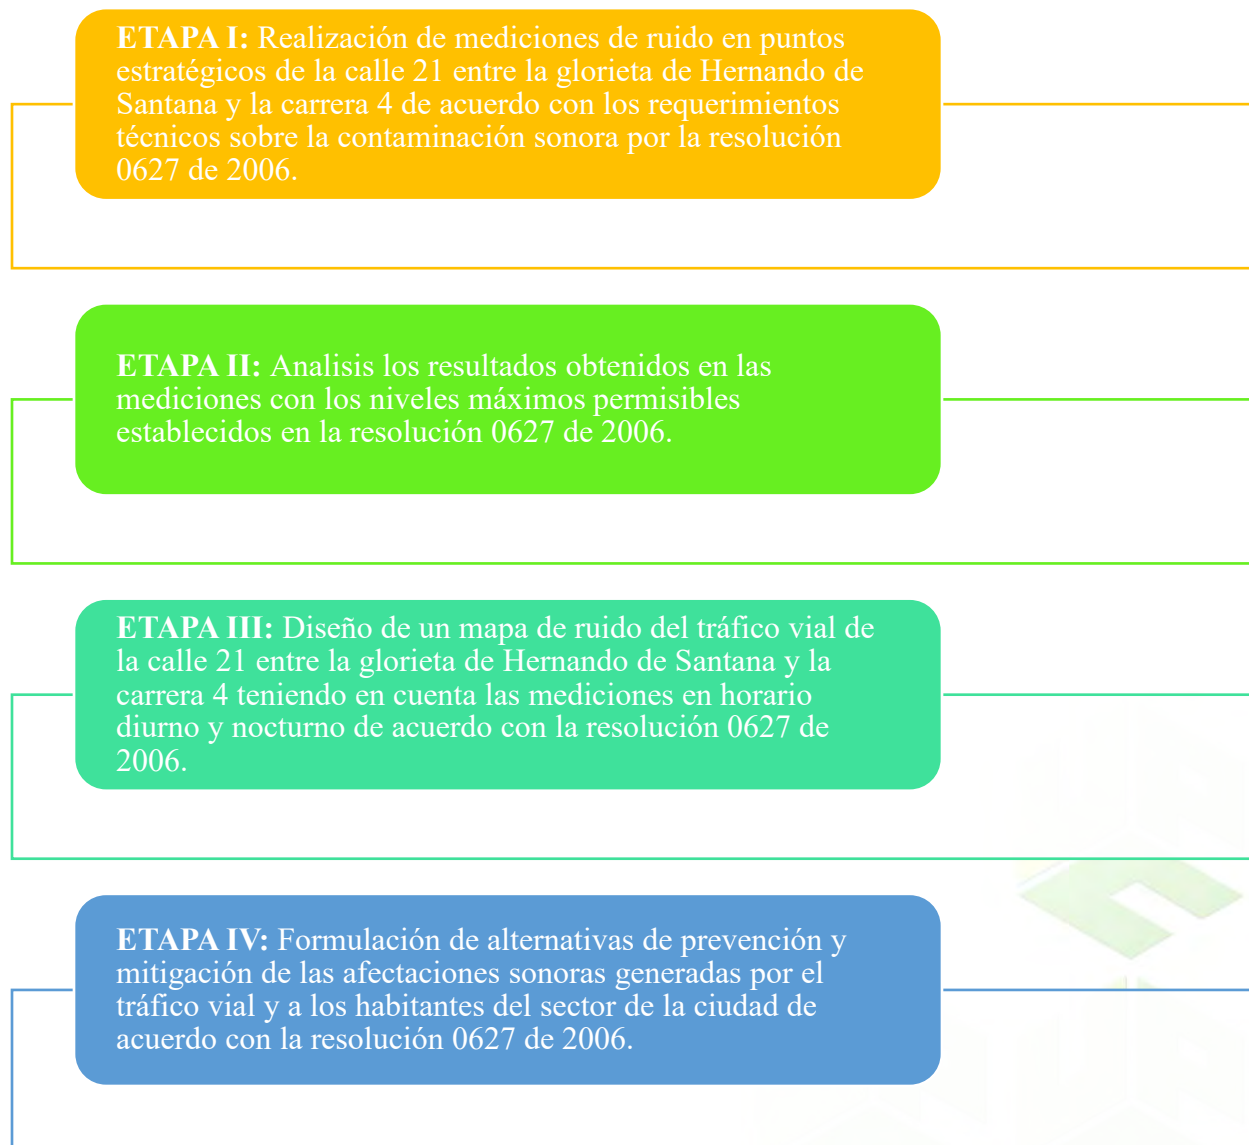 ETAPA I: Realización de mediciones de ruido en puntos
estratégicos de la calle 21 entre la glorieta de Hernando de
Santana y la carrera 4 de acuerdo con los requerimientos
técnicos sobre la contaminación sonora por la resolución
0627 de 2006.
ETAPA II: Analisis los resultados obtenidos en las
mediciones con los niveles máximos permisibles
establecidos en la resolución 0627 de 2006.
ETAPA III: Diseño de un mapa de ruido del tráfico vial de
la calle 21 entre la glorieta de Hernando de Santana y la
carrera 4 teniendo en cuenta las mediciones en horario
diurno y nocturno de acuerdo con la resolución 0627 de
2006.
ETAPA IV: Formulación de alternativas de prevención y
mitigación de las afectaciones sonoras generadas por el
tráfico vial y a los habitantes del sector de la ciudad de
acuerdo con la resolución 0627 de 2006.